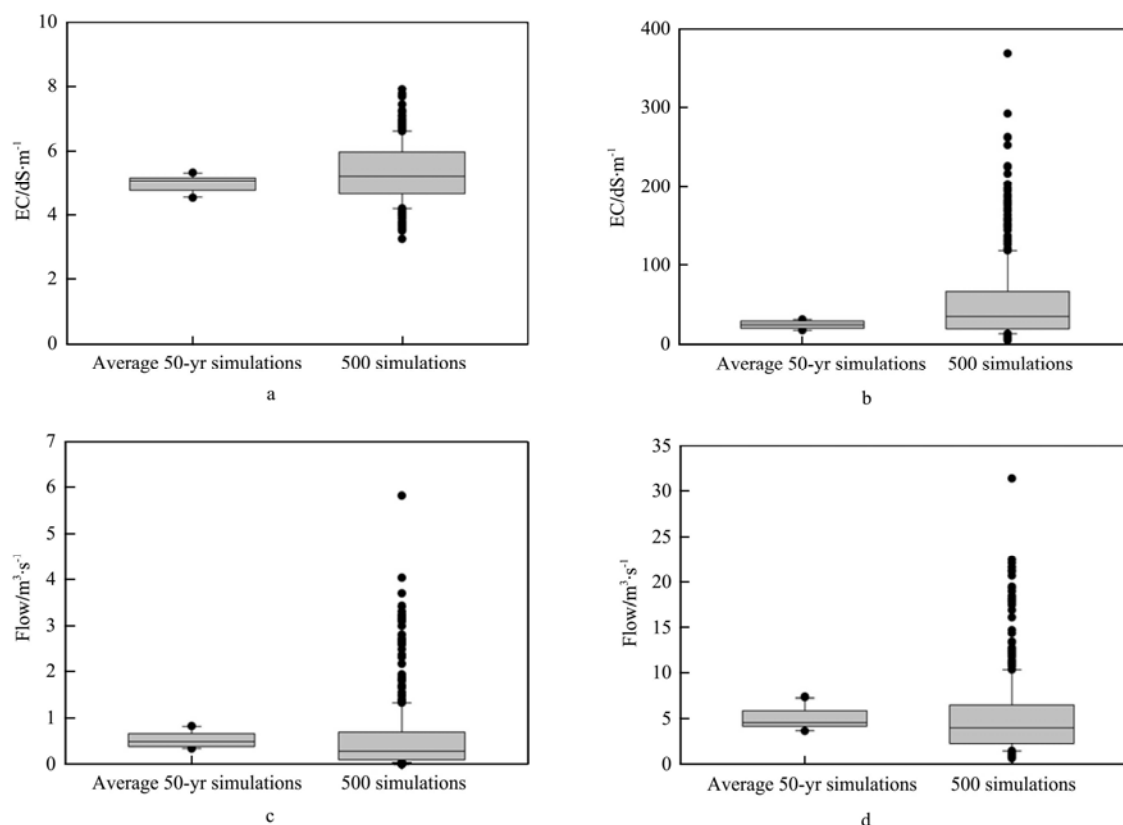 10
8
6
4
2
0
EC/dS·m⁻¹
Average 50-yr simulations
500 simulations
a
400
300
200
100
0
EC/dS·m⁻¹
Average 50-yr simulations
500 simulations
b
7
6
5
4
3
2
1
0
Flow/m³·s⁻¹
Average 50-yr simulations
500 simulations
c
35
30
25
20
15
10
5
0
Flow/m³·s⁻¹
Average 50-yr simulations
500 simulations
d